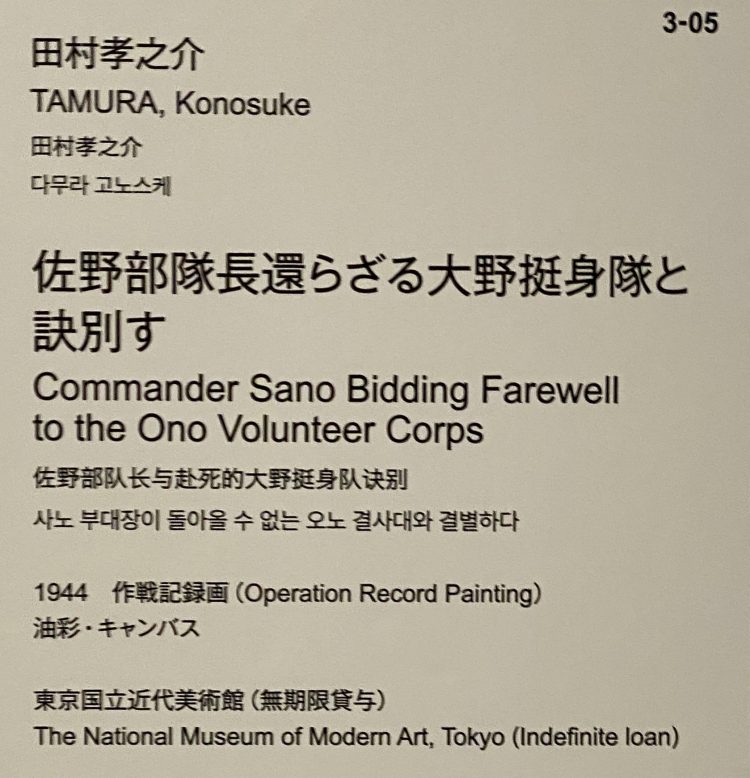 3-05
田村孝之介
TAMURA, Konosuke
田村孝之介
다무라 고노스케
佐野部隊長還らざる大野挺身隊と
訣別す
Commander Sano Bidding Farewell
to the Ono Volunteer Corps
佐野部队长与赴死的大野挺身队诀别
사노 부대장이 돌아올 수 없는 오노 결사대와 결별하다
1944　作戦記録画（Operation Record Painting）
油彩・キャンバス
東京国立近代美術館（無期限貸与）
The National Museum of Modern Art, Tokyo (Indefinite loan)